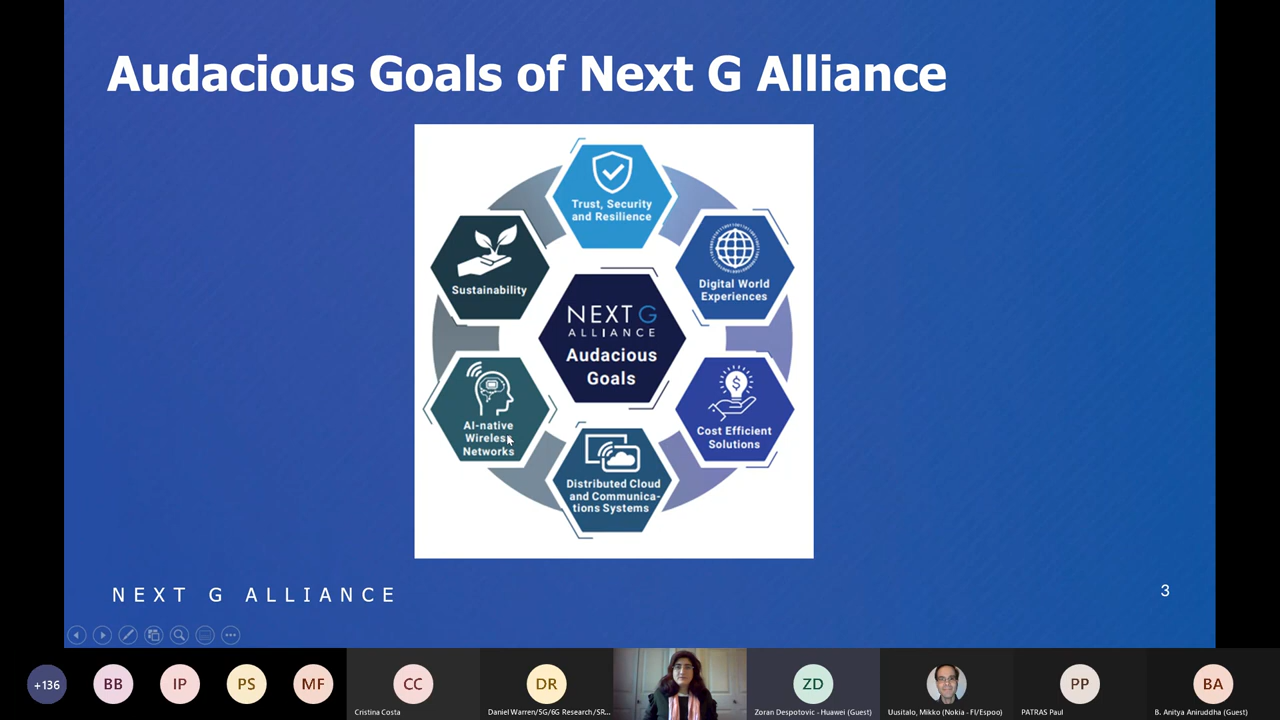 Audacious Goals of Next G Alliance
Trust, Security
and Resilience
Sustainability
Digital World
Experiences
NEXT G
ALLIANCE
Audacious
Goals
AI-native
Wireless
Networks
Cost Efficient
Solutions
$
Distributed Cloud
and Communica-
tions Systems
NEXT G ALLIANCE
3
+136
BB
IP
PS
MF
CC
Cristina Costa
DR
Daniel Warren/5G/6G Research /SR...
ZD
Zoran Despotovic - Huawei (Guest)
Uusitalo, Mikko (Nokia - FI/Espoo)
PP
PATRAS Paul
BA
B. Anitya Aniruddha (Guest)